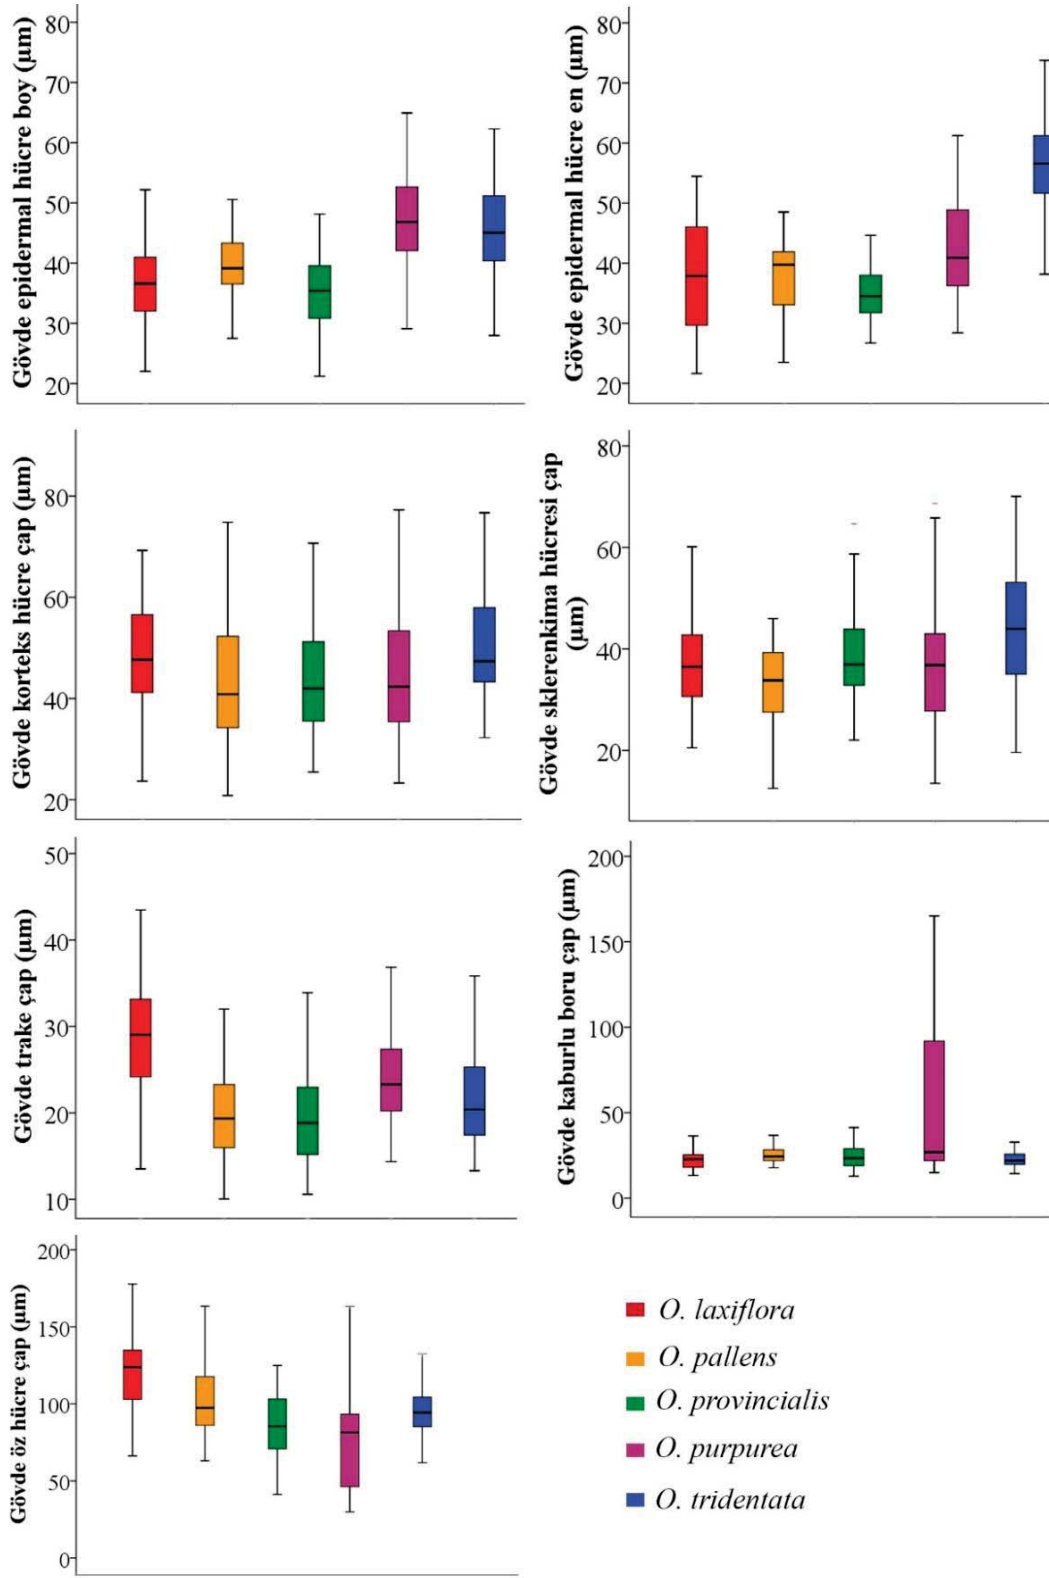 Gövde epidermal hücre boy (µm)
80
70
60
50
40
30
20
Gövde epidermal hücre en (µm)
80
70
60
50
40
30
20
Gövde korteks hücre çap (µm)
80
60
40
20
Gövde sklerenkima hücresi çap
(µm)
80
60
40
20
Gövde trake çap (µm)
50
40
30
20
10
Gövde kaburlu boru çap (µm)
200
150
100
50
0
Gövde öz hücre çap (µm)
200
150
100
50
0
O. laxiflora
O. pallens
O. provincialis
O. purpurea
O. tridentata